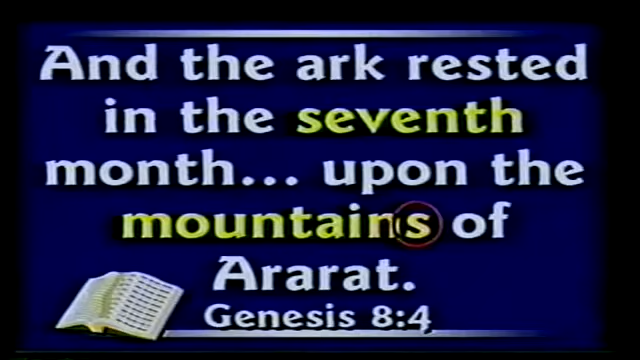 And the ark rested
in the seventh
month... upon the
mountains of
Ararat.
Genesis 8:4